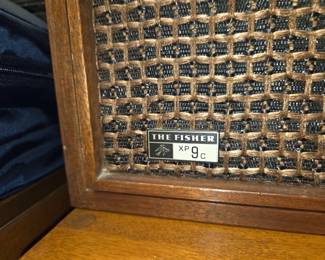 THE FISHER
XP 9C